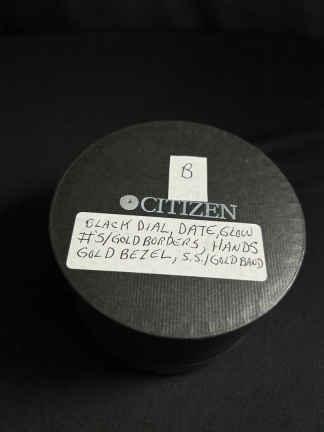 B
CITIZEN
BLACK DIAL, DATE, GLOW
#'S/GOLD BORDERS, HANDS
GOLD BEZEL, S.S./GOLD BAND